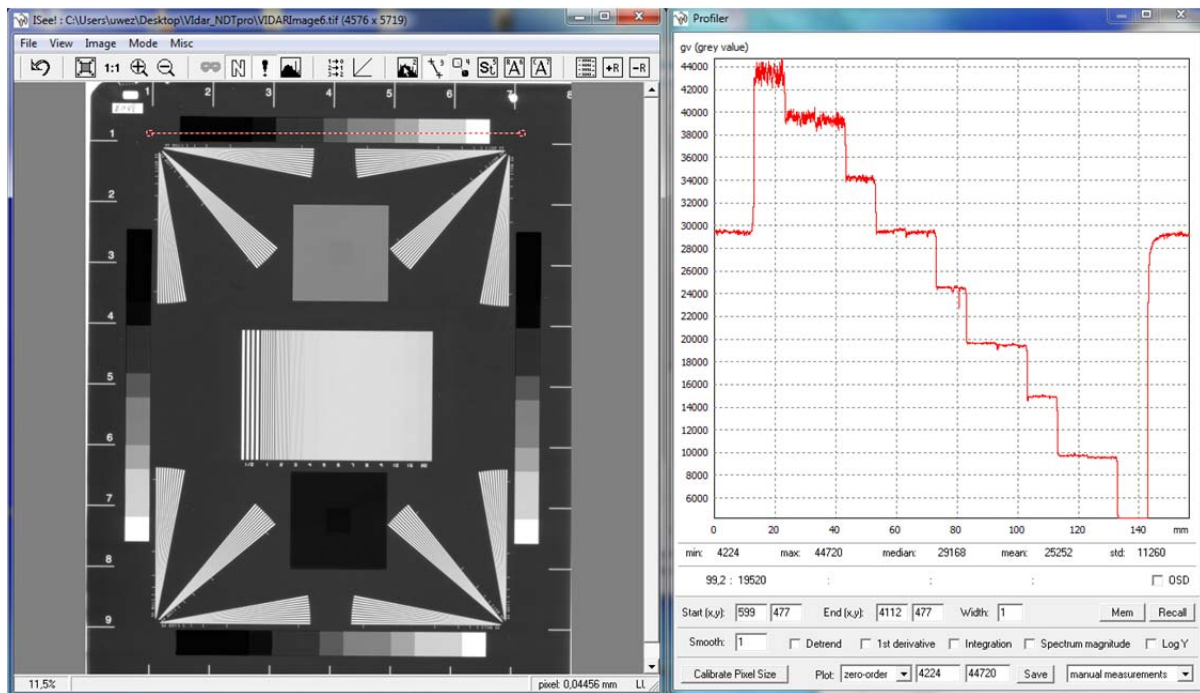 ISee! : C:\Users\uwez\Desktop\VIdar_NDTpro\VIDARImage6.tif (4576 x 5719)
File View Image Mode Misc
1:1 N St A A +R −R
1 2 3 4 5 6 7 8
1
2
3
4
5
6
7
8
9
11,5%
pixel: 0,04456 mm
Profiler
gv (grey value)
44000
42000
40000
38000
36000
34000
32000
30000
28000
26000
24000
22000
20000
18000
16000
14000
12000
10000
8000
6000
0 20 40 60 80 100 120 140 mm
min: 4224 max: 44720 median: 29168 mean: 25252 std: 11260
99,2 : 19520 : : : OSD
Start (x,y): 599 477 End (x,y): 4112 477 Width: 1 Mem Recall
Smooth: 1 Detrend 1st derivative Integration Spectrum magnitude Log Y
Calibrate Pixel Size Plot: zero-order 4224 44720 Save manual measurements